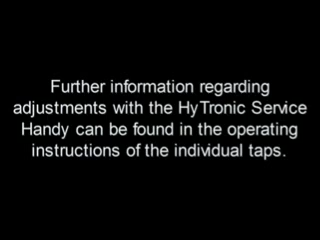 Further information regarding
adjustments with the HyTronic Service
Handy can be found in the operating
instructions of the individual taps.